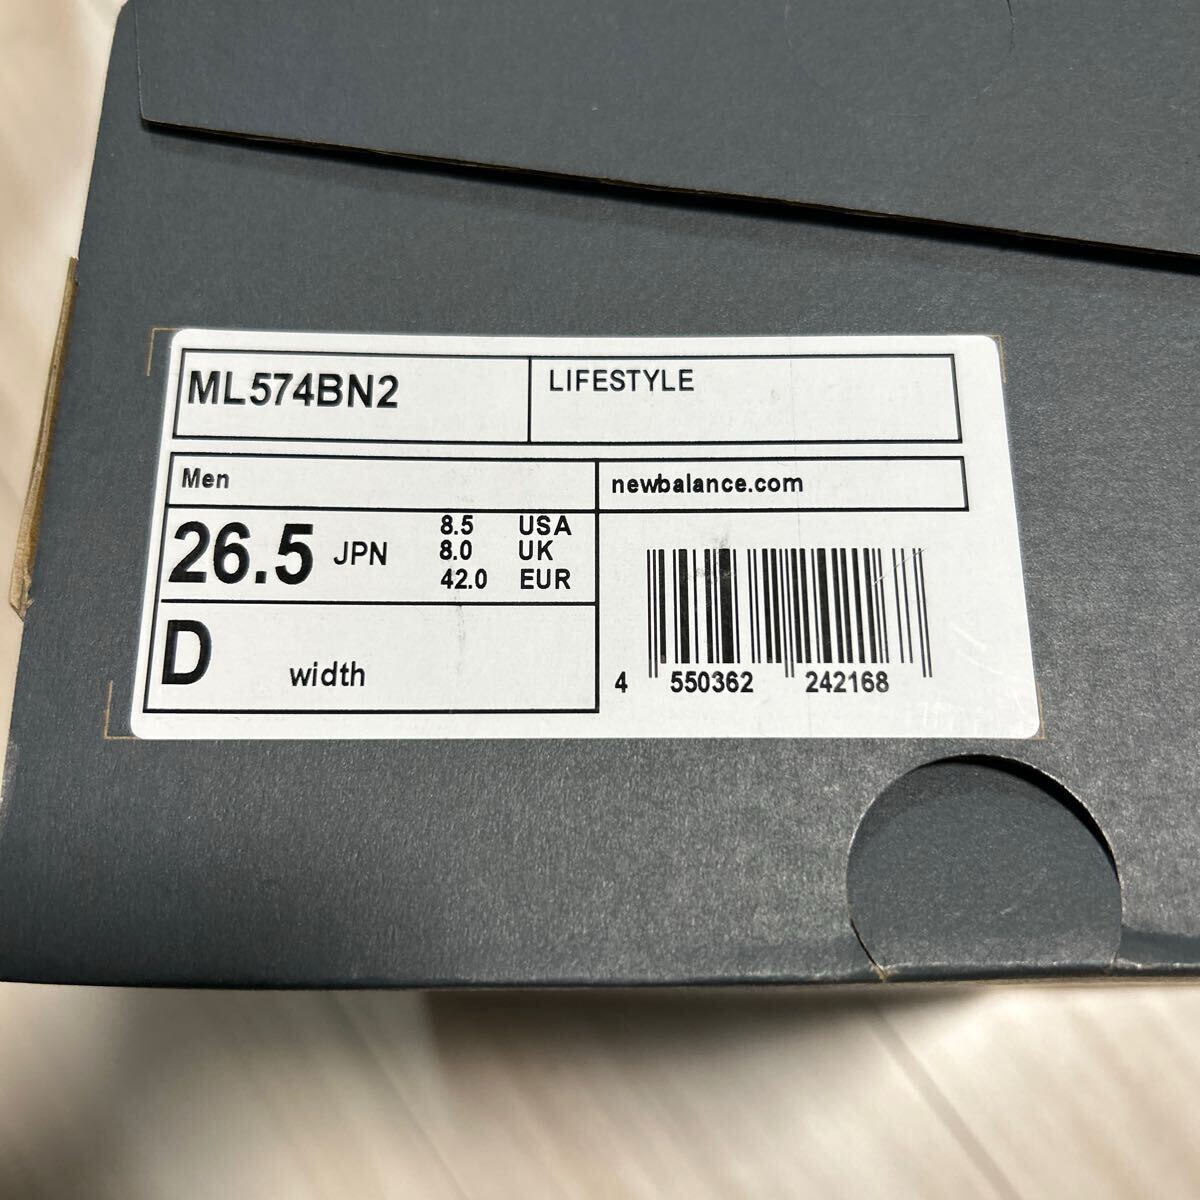 ML574BN2
LIFESTYLE
Men
newbalance.com
26.5 JPN
8.5 USA
8.0 UK
42.0 EUR
D width
4 550362 242168